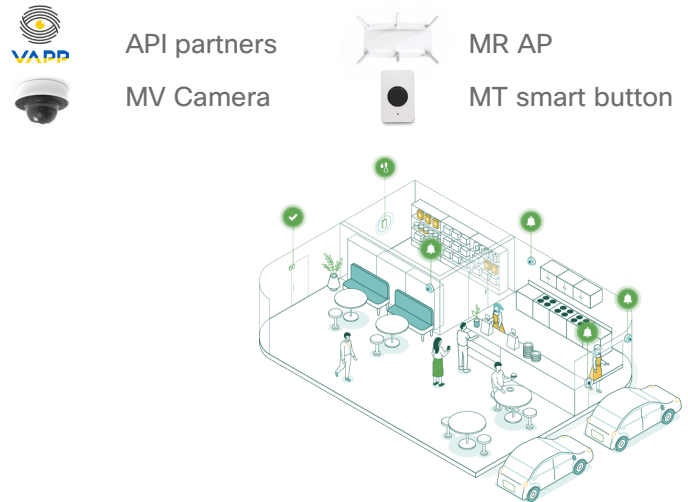 VAPP
API partners
MR AP
MV Camera
MT smart button